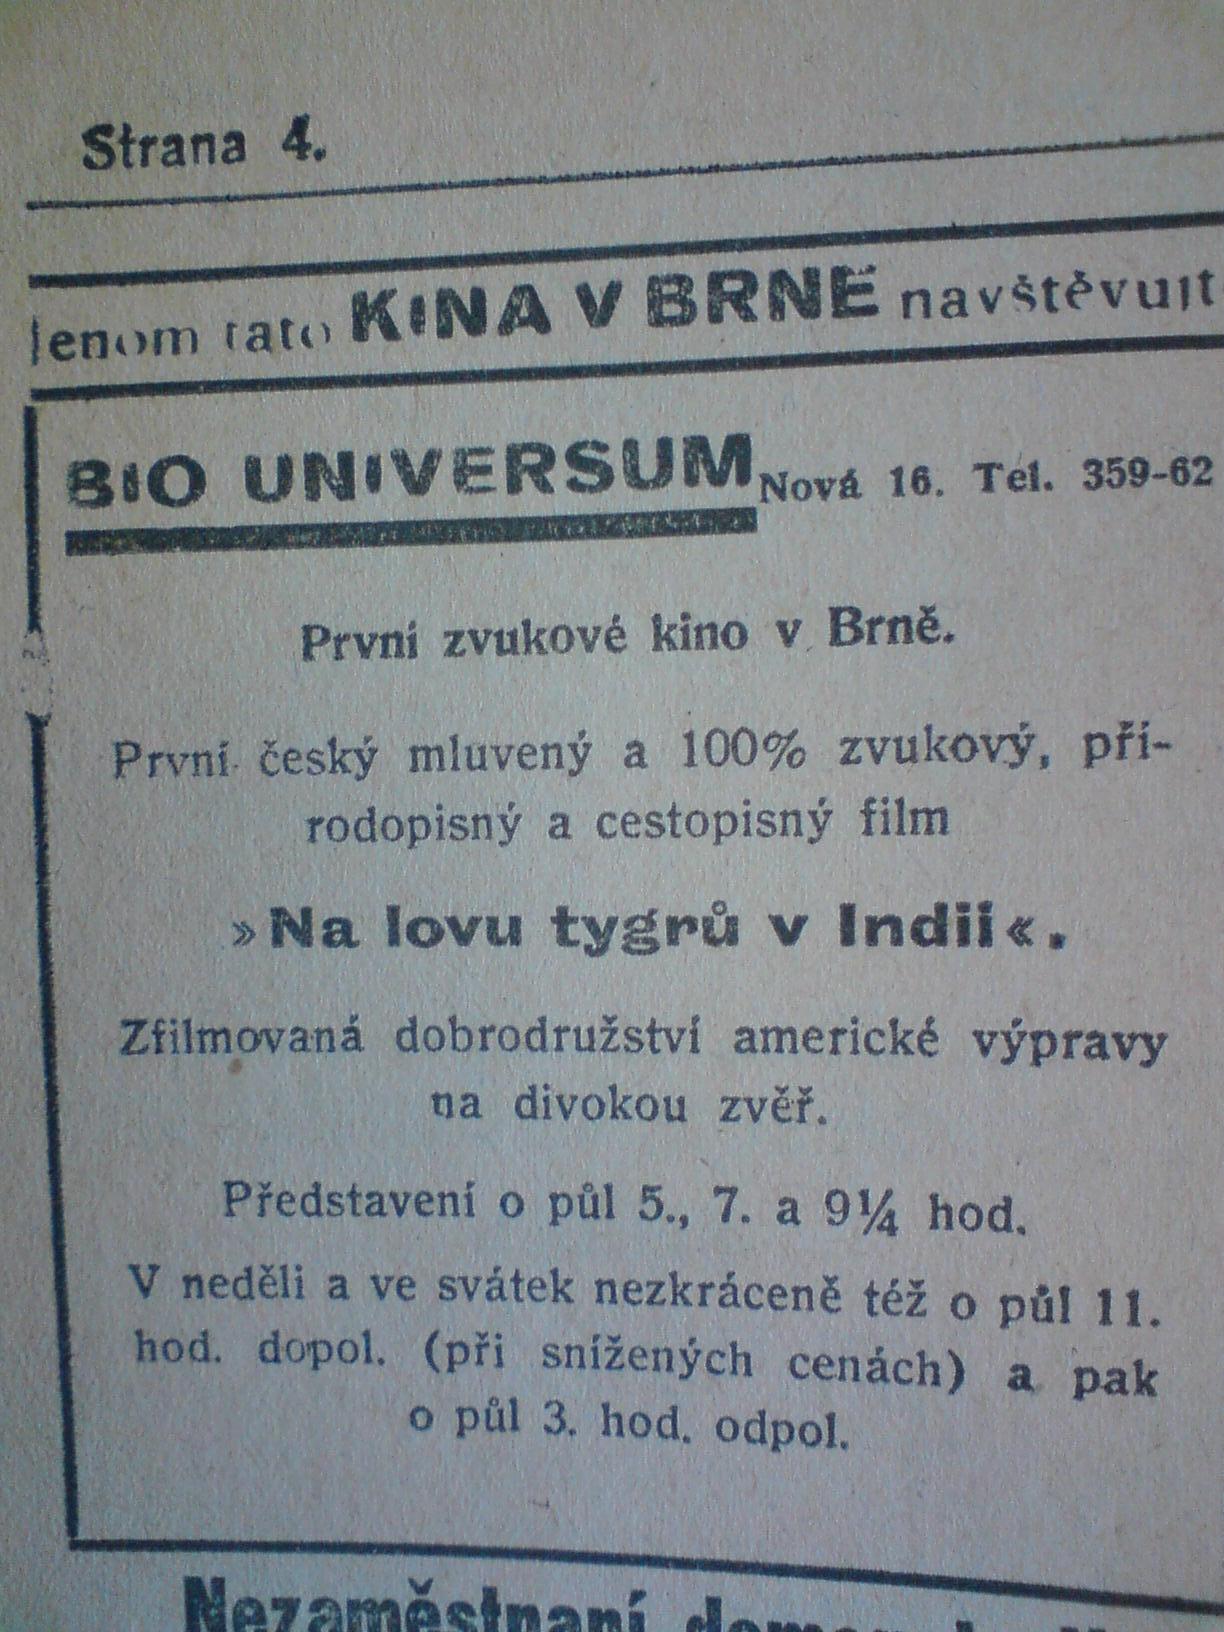 Strana 4.
Jenom tato KINA V BRNĚ navštěvujt
BIO UNIVERSUM Nová 16. Tel. 359-62
První zvukové kino v Brně.
První český mluvený a 100% zvukový, pří-
rodopisný a cestopisný film
»Na lovu tygrů v Indii«.
Zfilmovaná dobrodružství americké výpravy
na divokou zvěř.
Představení o půl 5., 7. a 9¼ hod.
V neděli a ve svátek nezkráceně též o půl 11.
hod. dopol. (při snížených cenách) a pak
o půl 3. hod. odpol.
Nezaměstnaní